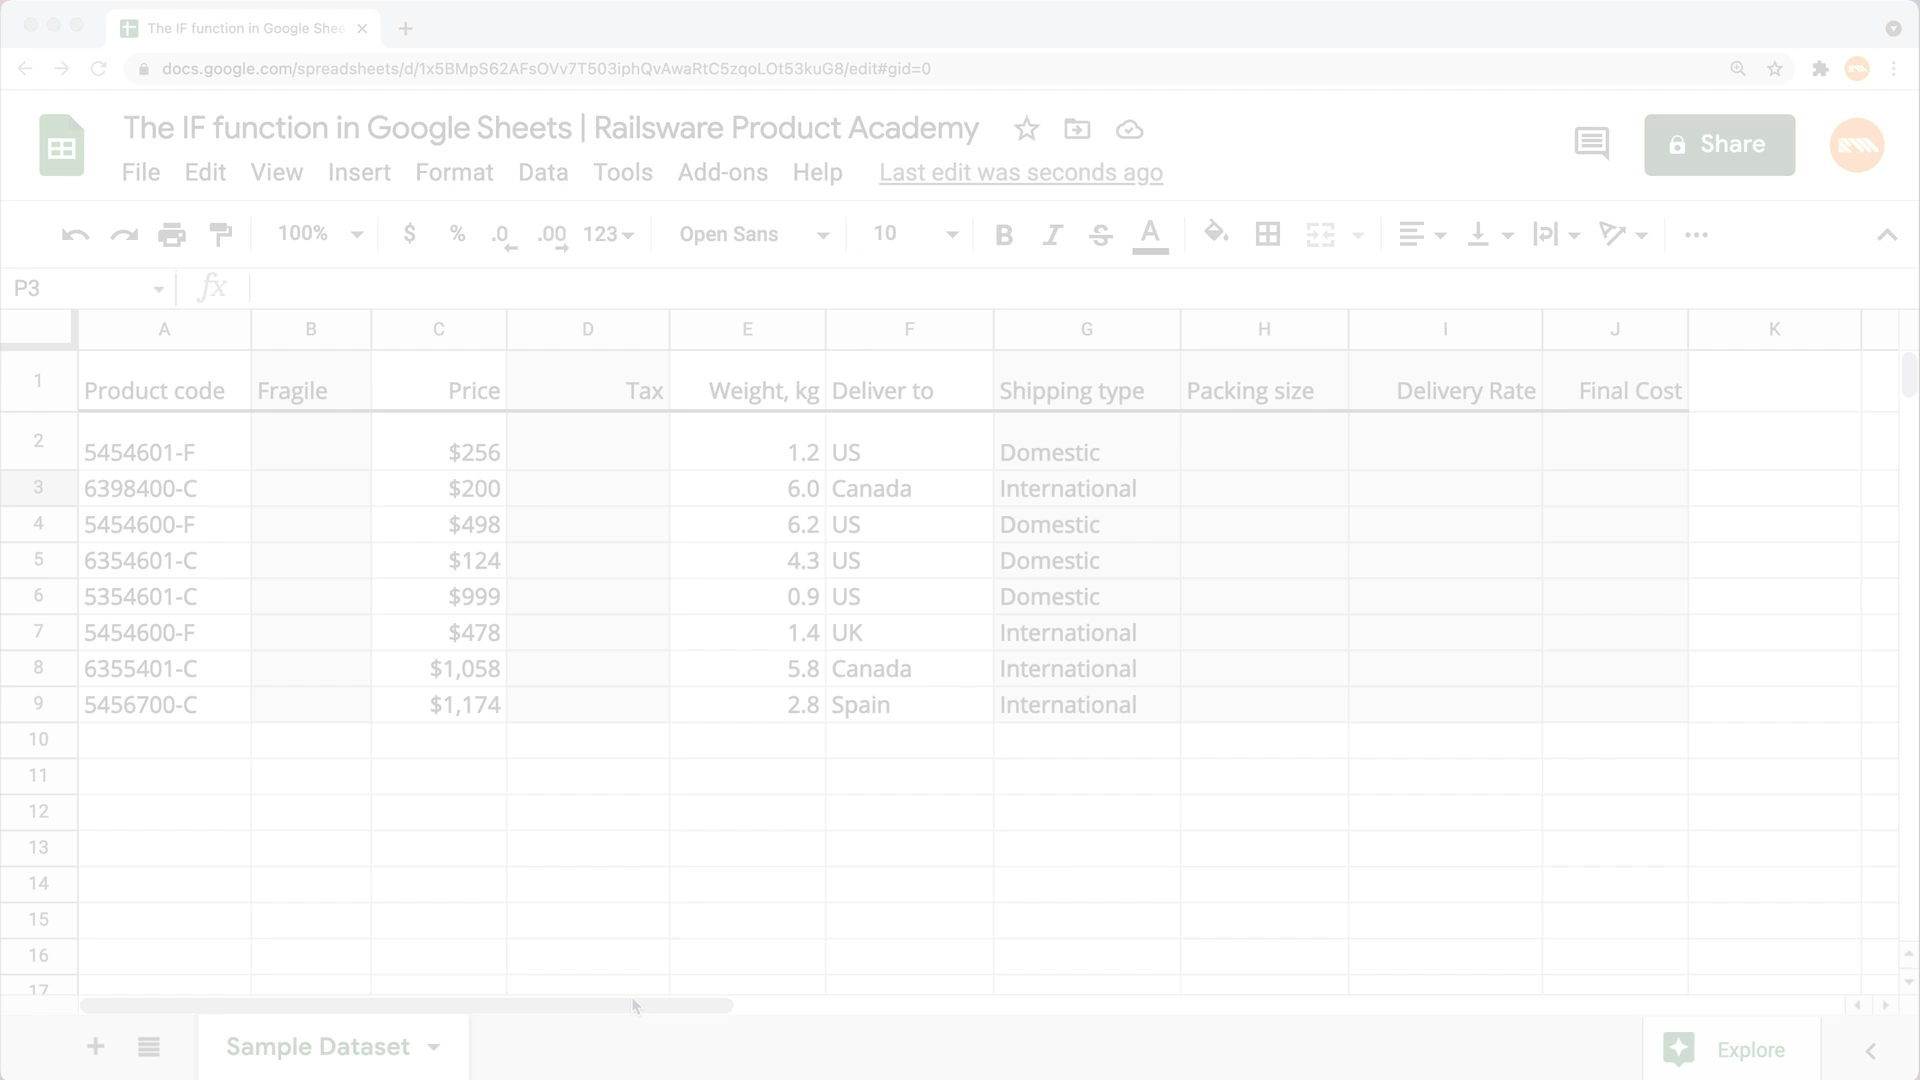 The IF function in Google Shee
docs.google.com/spreadsheets/d/1x5BMpS62AFsOVv7T503iphQvAwaRtC5zqoLOt53kuG8/edit#gid=0
The IF function in Google Sheets | Railsware Product Academy
Share
File Edit View Insert Format Data Tools Add-ons Help Last edit was seconds ago
100% $ % .0 .00 123 Open Sans 10 B I S A
P3 fx
A B C D E F G H I J K
1 Product code Fragile Price Tax Weight, kg Deliver to Shipping type Packing size Delivery Rate Final Cost
2 5454601-F $256 1.2 US Domestic
3 6398400-C $200 6.0 Canada International
4 5454600-F $498 6.2 US Domestic
5 6354601-C $124 4.3 US Domestic
6 5354601-C $999 0.9 US Domestic
7 5454600-F $478 1.4 UK International
8 6355401-C $1,058 5.8 Canada International
9 5456700-C $1,174 2.8 Spain International
10
11
12
13
14
15
16
17
Sample Dataset Explore